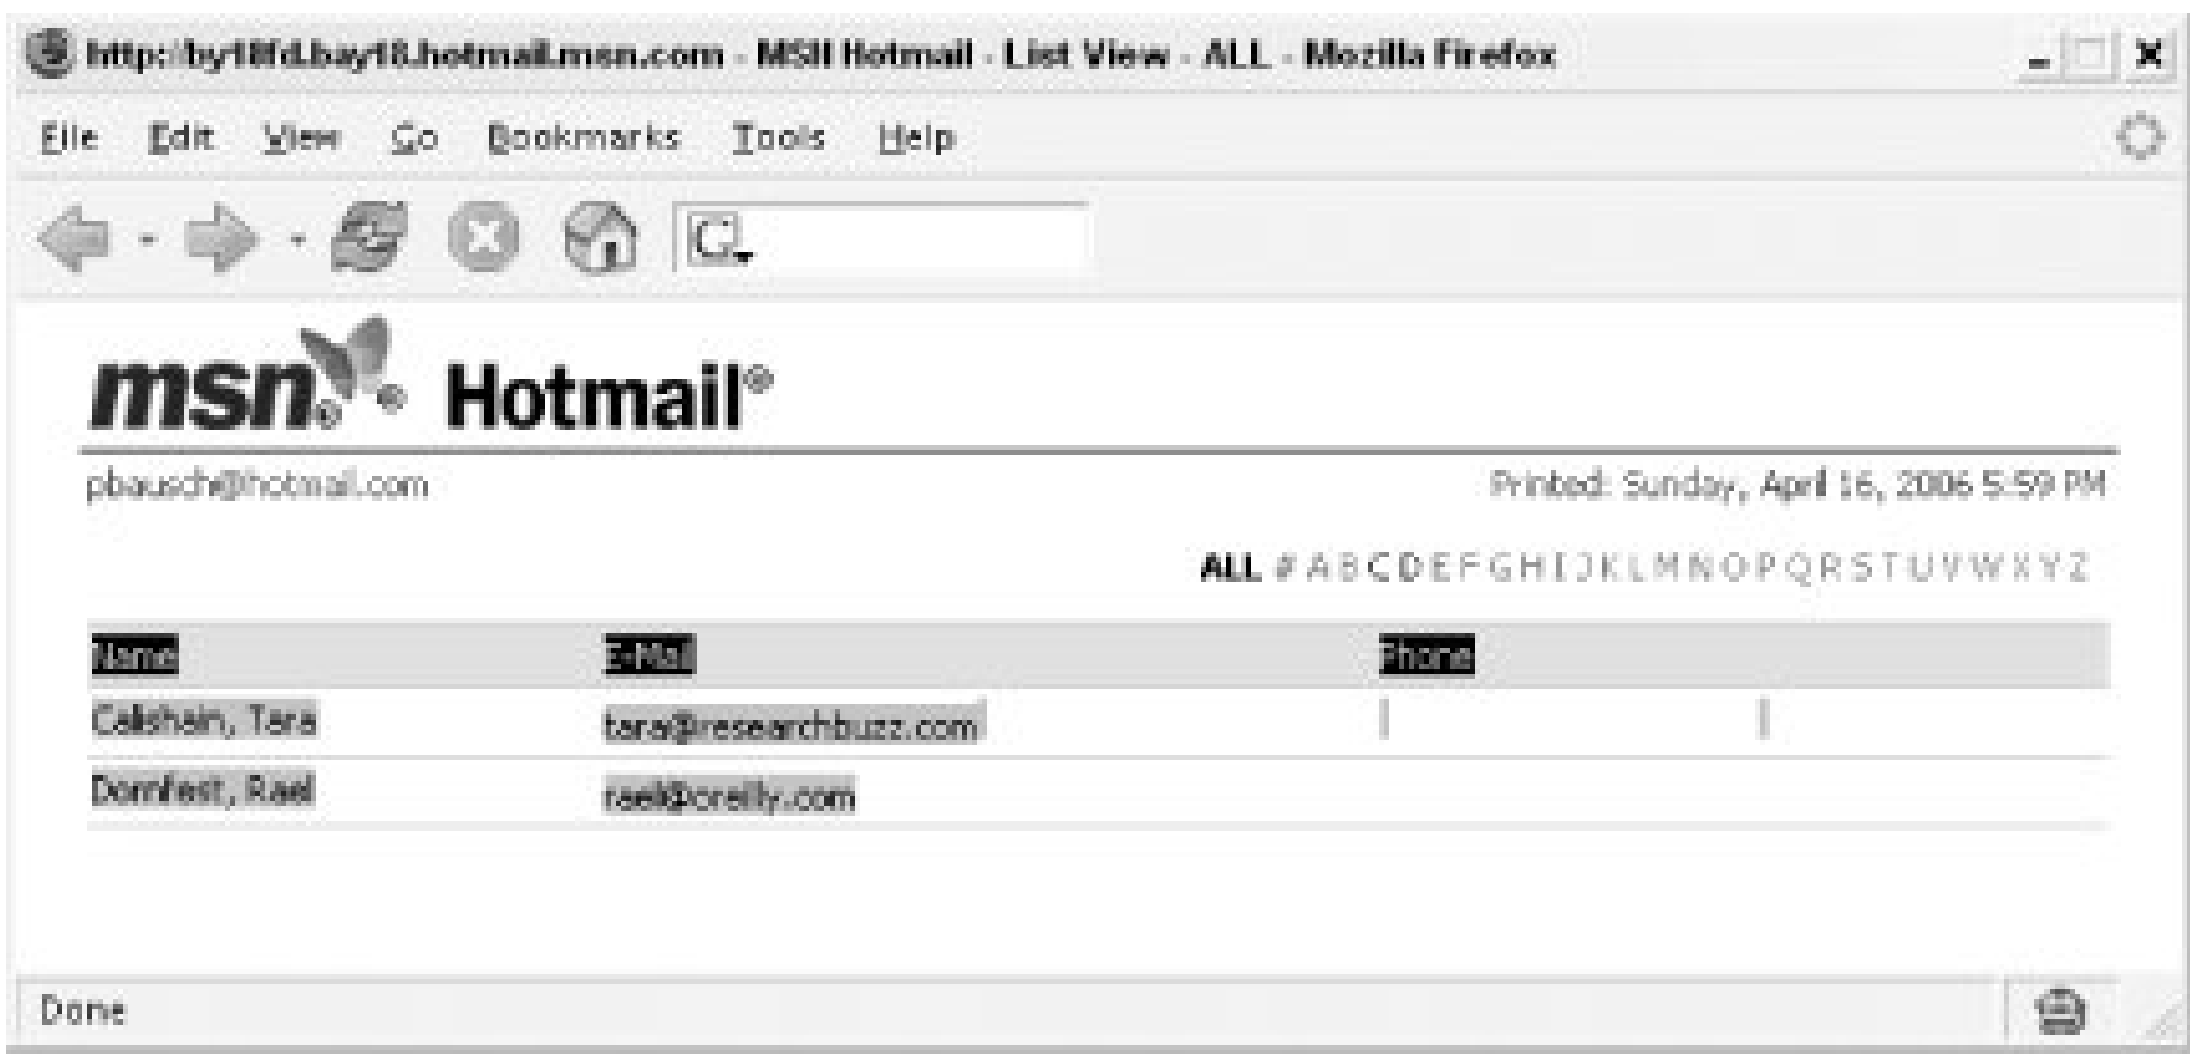 http://by18fd.bay18.hotmail.msn.com - MSN Hotmail - List View - ALL - Mozilla Firefox
File Edit View Go Bookmarks Tools Help
msn® ® Hotmail®
pbausch@hotmail.com Printed: Sunday, April 16, 2006 5:59 PM
ALL # A B C D E F G H I J K L M N O P Q R S T U V W X Y Z
Name E-Mail Phone
Calishain, Tara tara@researchbuzz.com
Dornfest, Rael rael@oreilly.com
Done